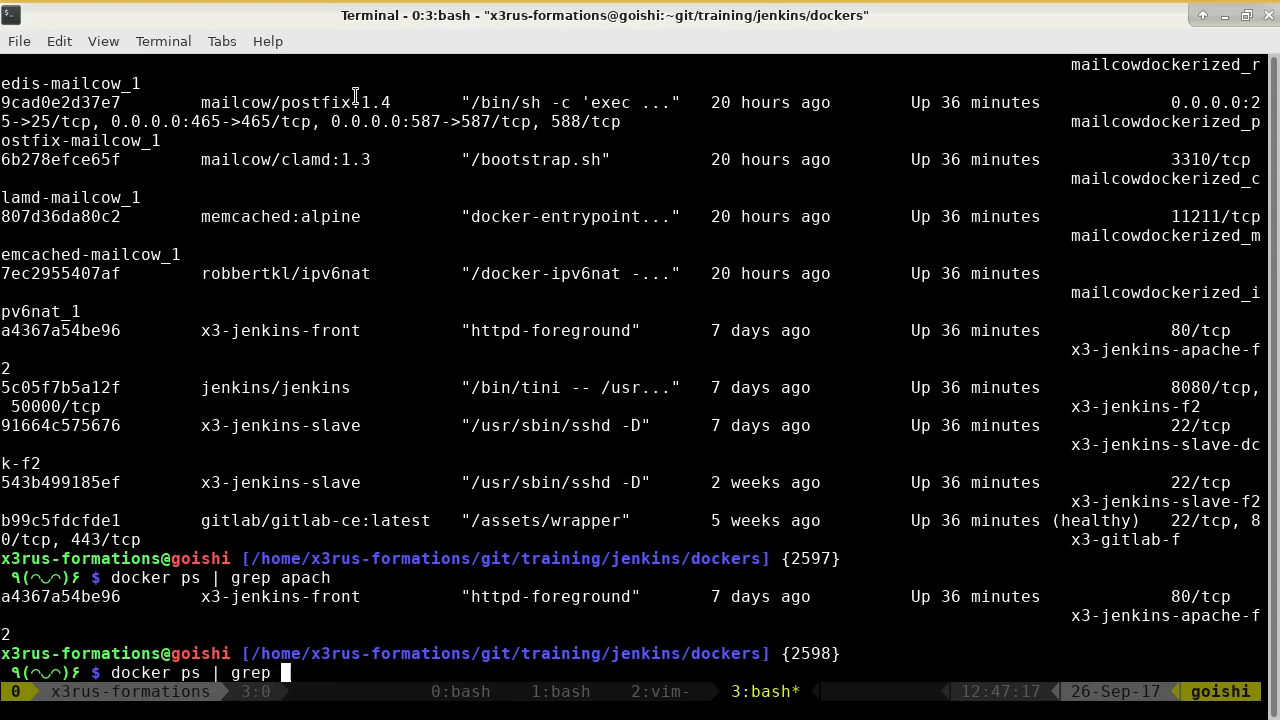 Terminal - 0:3:bash - "x3rus-formations@goishi:~git/training/jenkins/dockers"
File Edit View Terminal Tabs Help
mailcowdockerized_r
edis-mailcow_1
9cad0e2d37e7 mailcow/postfix:1.4 "/bin/sh -c 'exec ..." 20 hours ago Up 36 minutes 0.0.0.0:2
5->25/tcp, 0.0.0.0:465->465/tcp, 0.0.0.0:587->587/tcp, 588/tcp mailcowdockerized_p
ostfix-mailcow_1
6b278efce65f mailcow/clamd:1.3 "/bootstrap.sh" 20 hours ago Up 36 minutes 3310/tcp
mailcowdockerized_c
lamd-mailcow_1
807d36da80c2 memcached:alpine "docker-entrypoint..." 20 hours ago Up 36 minutes 11211/tcp
mailcowdockerized_m
emcached-mailcow_1
7ec2955407af robbertkl/ipv6nat "/docker-ipv6nat -..." 20 hours ago Up 36 minutes
mailcowdockerized_i
pv6nat_1
a4367a54be96 x3-jenkins-front "httpd-foreground" 7 days ago Up 36 minutes 80/tcp
x3-jenkins-apache-f
2
5c05f7b5a12f jenkins/jenkins "/bin/tini -- /usr..." 7 days ago Up 36 minutes 8080/tcp,
50000/tcp x3-jenkins-f2
91664c575676 x3-jenkins-slave "/usr/sbin/sshd -D" 7 days ago Up 36 minutes 22/tcp
x3-jenkins-slave-dc
k-f2
543b499185ef x3-jenkins-slave "/usr/sbin/sshd -D" 2 weeks ago Up 36 minutes 22/tcp
x3-jenkins-slave-f2
b99c5fdcfde1 gitlab/gitlab-ce:latest "/assets/wrapper" 5 weeks ago Up 36 minutes (healthy) 22/tcp, 8
0/tcp, 443/tcp x3-gitlab-f
x3rus-formations@goishi [/home/x3rus-formations/git/training/jenkins/dockers] {2597}
٩(◠◡◠)۶ $ docker ps | grep apach
a4367a54be96 x3-jenkins-front "httpd-foreground" 7 days ago Up 36 minutes 80/tcp
x3-jenkins-apache-f
2
x3rus-formations@goishi [/home/x3rus-formations/git/training/jenkins/dockers] {2598}
٩(◠◡◠)۶ $ docker ps | grep
0 x3rus-formations 3:0 0:bash 1:bash 2:vim- 3:bash* 12:47:17 26-Sep-17 goishi